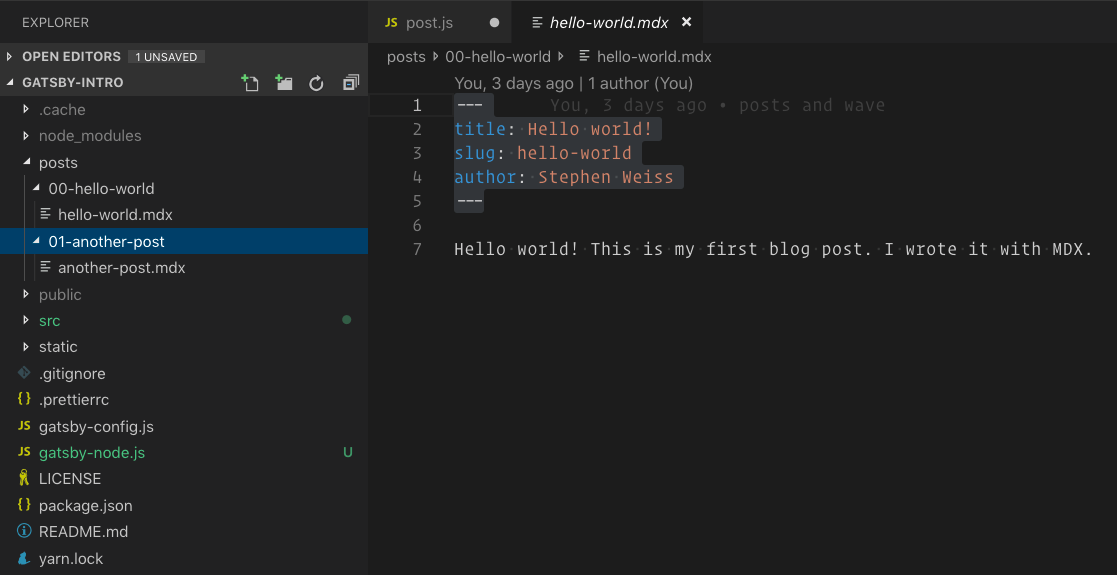 EXPLORER
OPEN EDITORS 1 UNSAVED
GATSBY-INTRO
.cache
node_modules
posts
00-hello-world
hello-world.mdx
01-another-post
another-post.mdx
public
src
static
.gitignore
{ } .prettierrc
JS gatsby-config.js
JS gatsby-node.js U
LICENSE
{ } package.json
README.md
yarn.lock
JS post.js ● hello-world.mdx ×
posts 00-hello-world hello-world.mdx
You, 3 days ago | 1 author (You)
1 --- You, 3 days ago • posts and wave
2 title: Hello world!
3 slug: hello-world
4 author: Stephen Weiss
5 ---
6
7 Hello world! This is my first blog post. I wrote it with MDX.